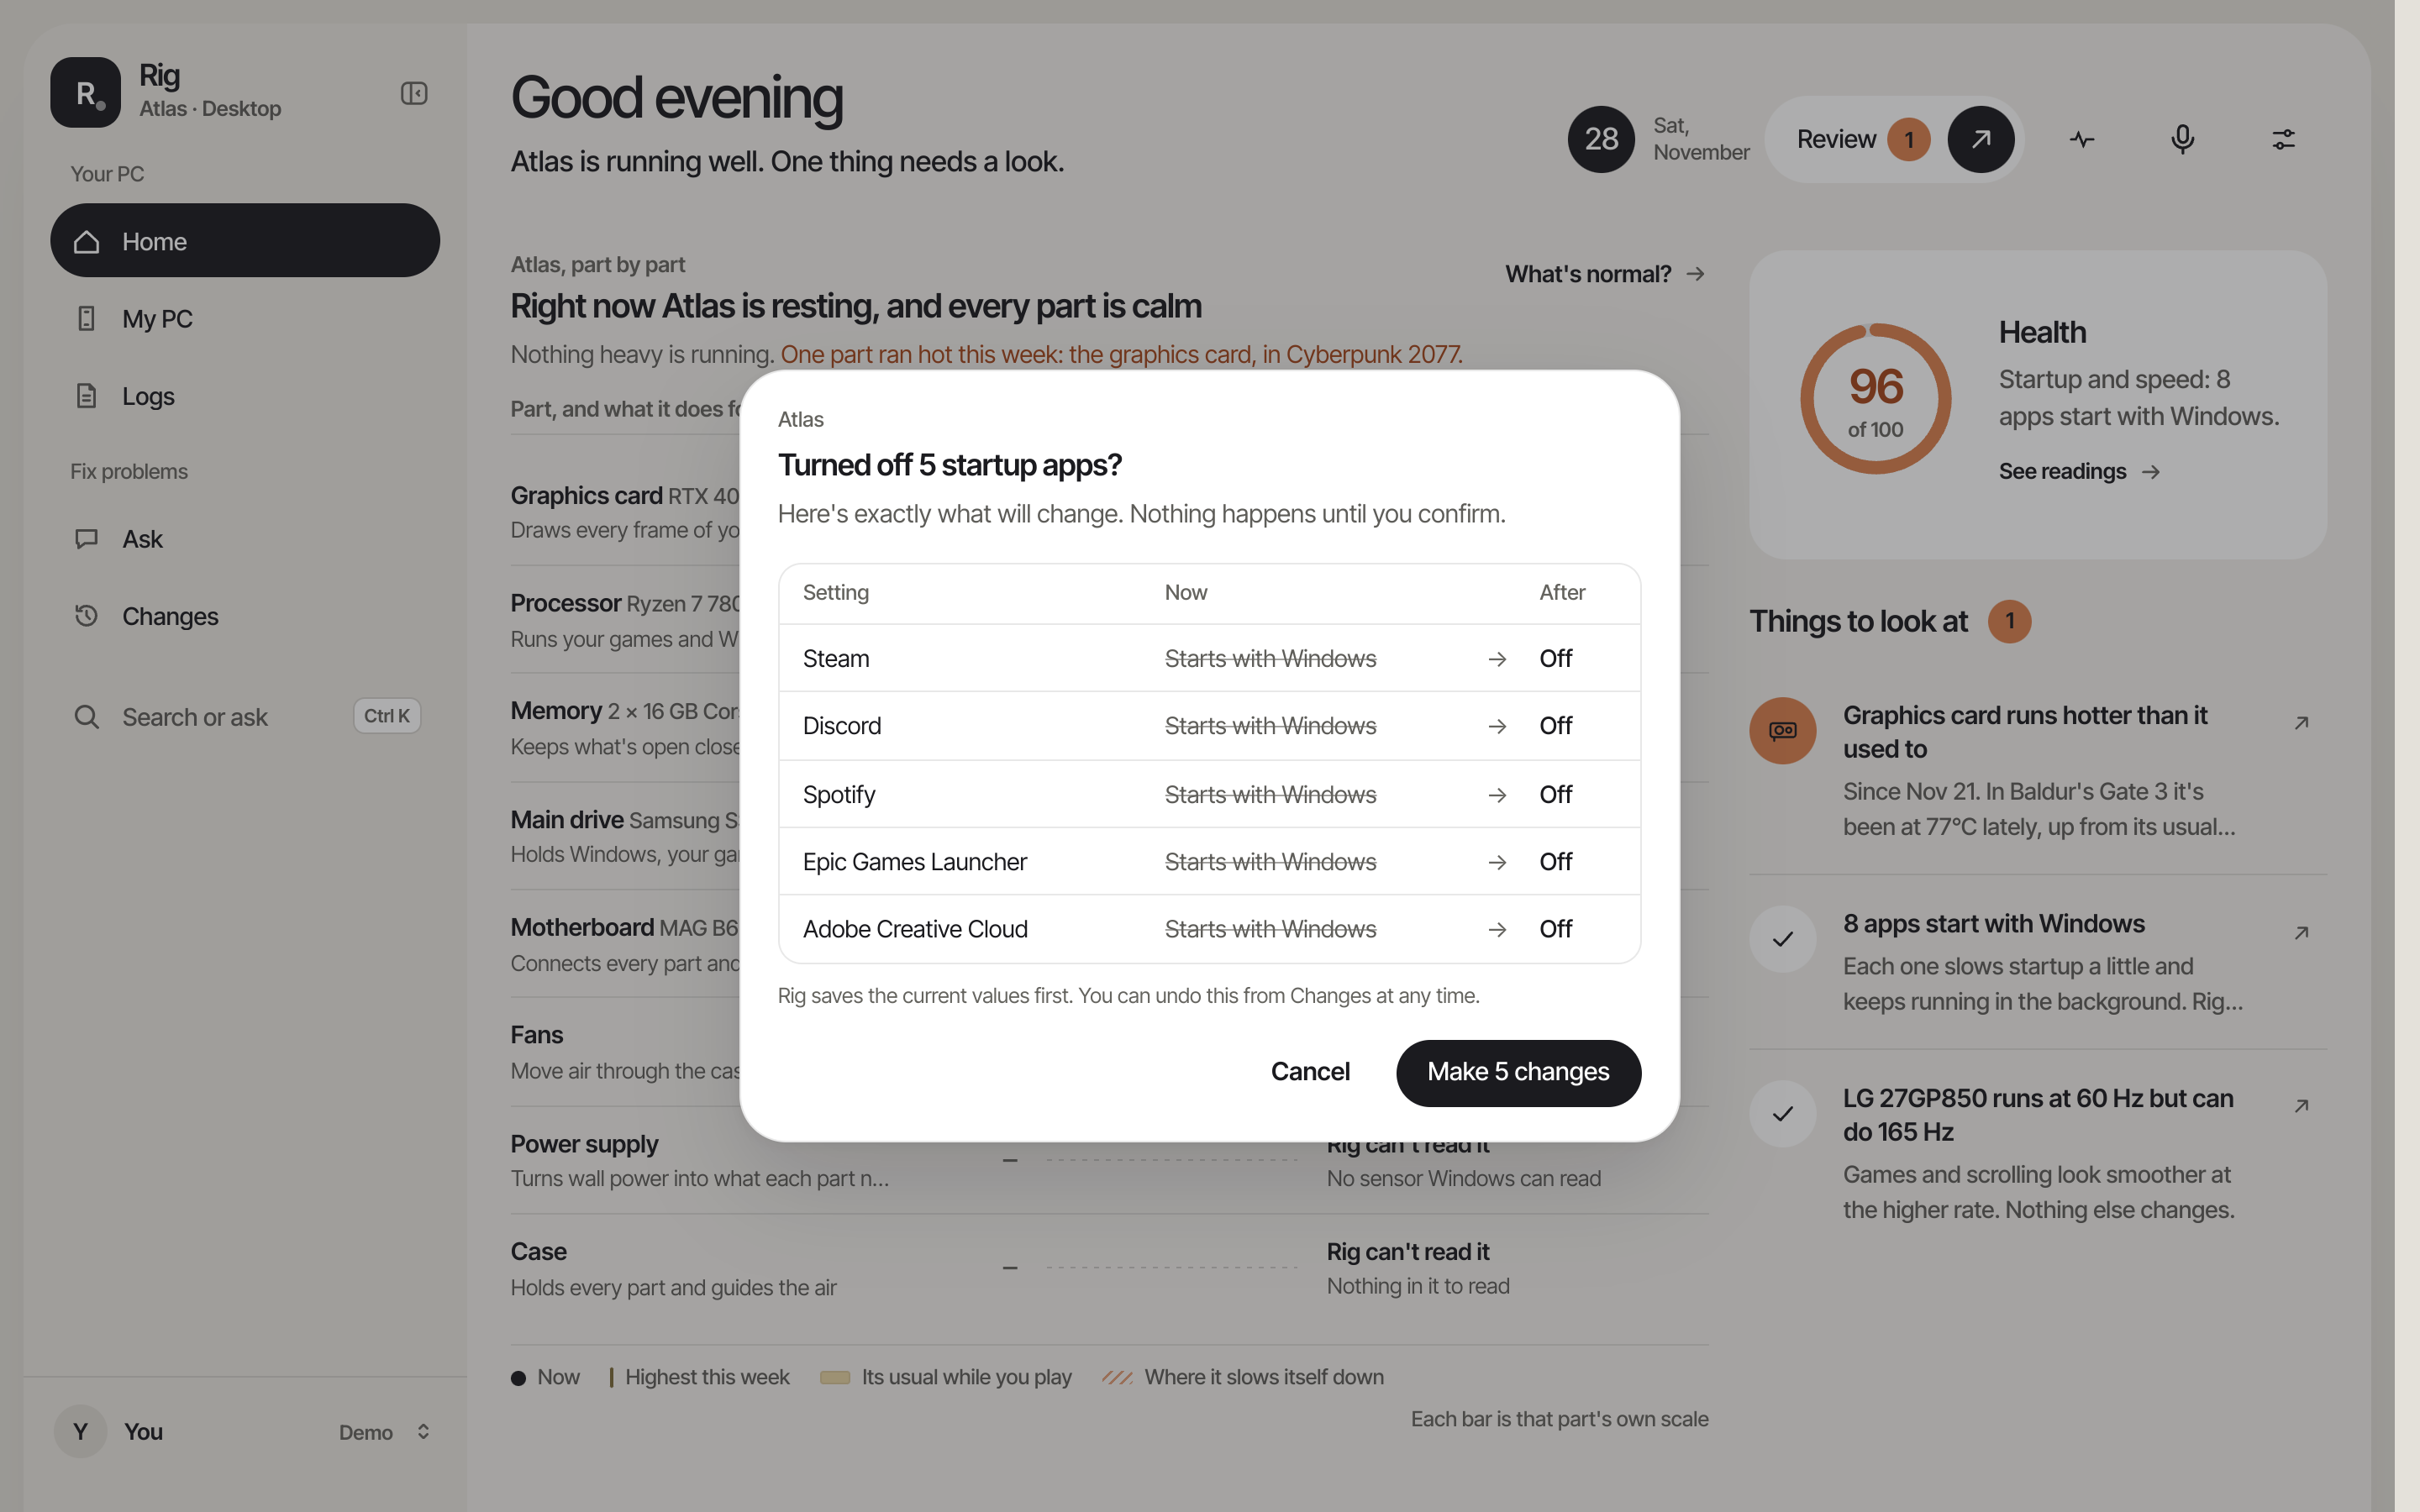 R.
Rig
Atlas · Desktop
Your PC
Home
My PC
Logs
Fix problems
Ask
Changes
Search or ask
Ctrl K
Y
You
Demo
Good evening
Atlas is running well. One thing needs a look.
28
Sat,
November
Review
1
Atlas, part by part
What's normal?
Right now Atlas is resting, and every part is calm
Nothing heavy is running. One part ran hot this week: the graphics card, in Cyberpunk 2077.
Part, and what it does
Graphics card RTX 40
Draws every frame of
Processor Ryzen 7
Runs your games and
Memory 2 × 16 GB
Keeps what's open
Main drive Samsung
Holds Windows, your
Motherboard MAG
Connects every part
Fans
Move air through the
Power supply
Turns wall power into what each part n...
–
Rig can't read it
No sensor Windows can read
Case
Holds every part and guides the air
–
Rig can't read it
Nothing in it to read
Now
Highest this week
Its usual while you play
Where it slows itself down
Each bar is that part's own scale
Atlas
Turned off 5 startup apps?
Here's exactly what will change. Nothing happens until you confirm.
Setting Now After
Steam Starts with Windows → Off
Discord Starts with Windows → Off
Spotify Starts with Windows → Off
Epic Games Launcher Starts with Windows → Off
Adobe Creative Cloud Starts with Windows → Off
Rig saves the current values first. You can undo this from Changes at any time.
Cancel
Make 5 changes
96
of 100
Health
Startup and speed: 8
apps start with Windows.
See readings
Things to look at
1
Graphics card runs hotter than it
used to
Since Nov 21. In Baldur's Gate 3 it's
been at 77°C lately, up from its usual...
8 apps start with Windows
Each one slows startup a little and
keeps running in the background. Rig...
LG 27GP850 runs at 60 Hz but can
do 165 Hz
Games and scrolling look smoother at
the higher rate. Nothing else changes.